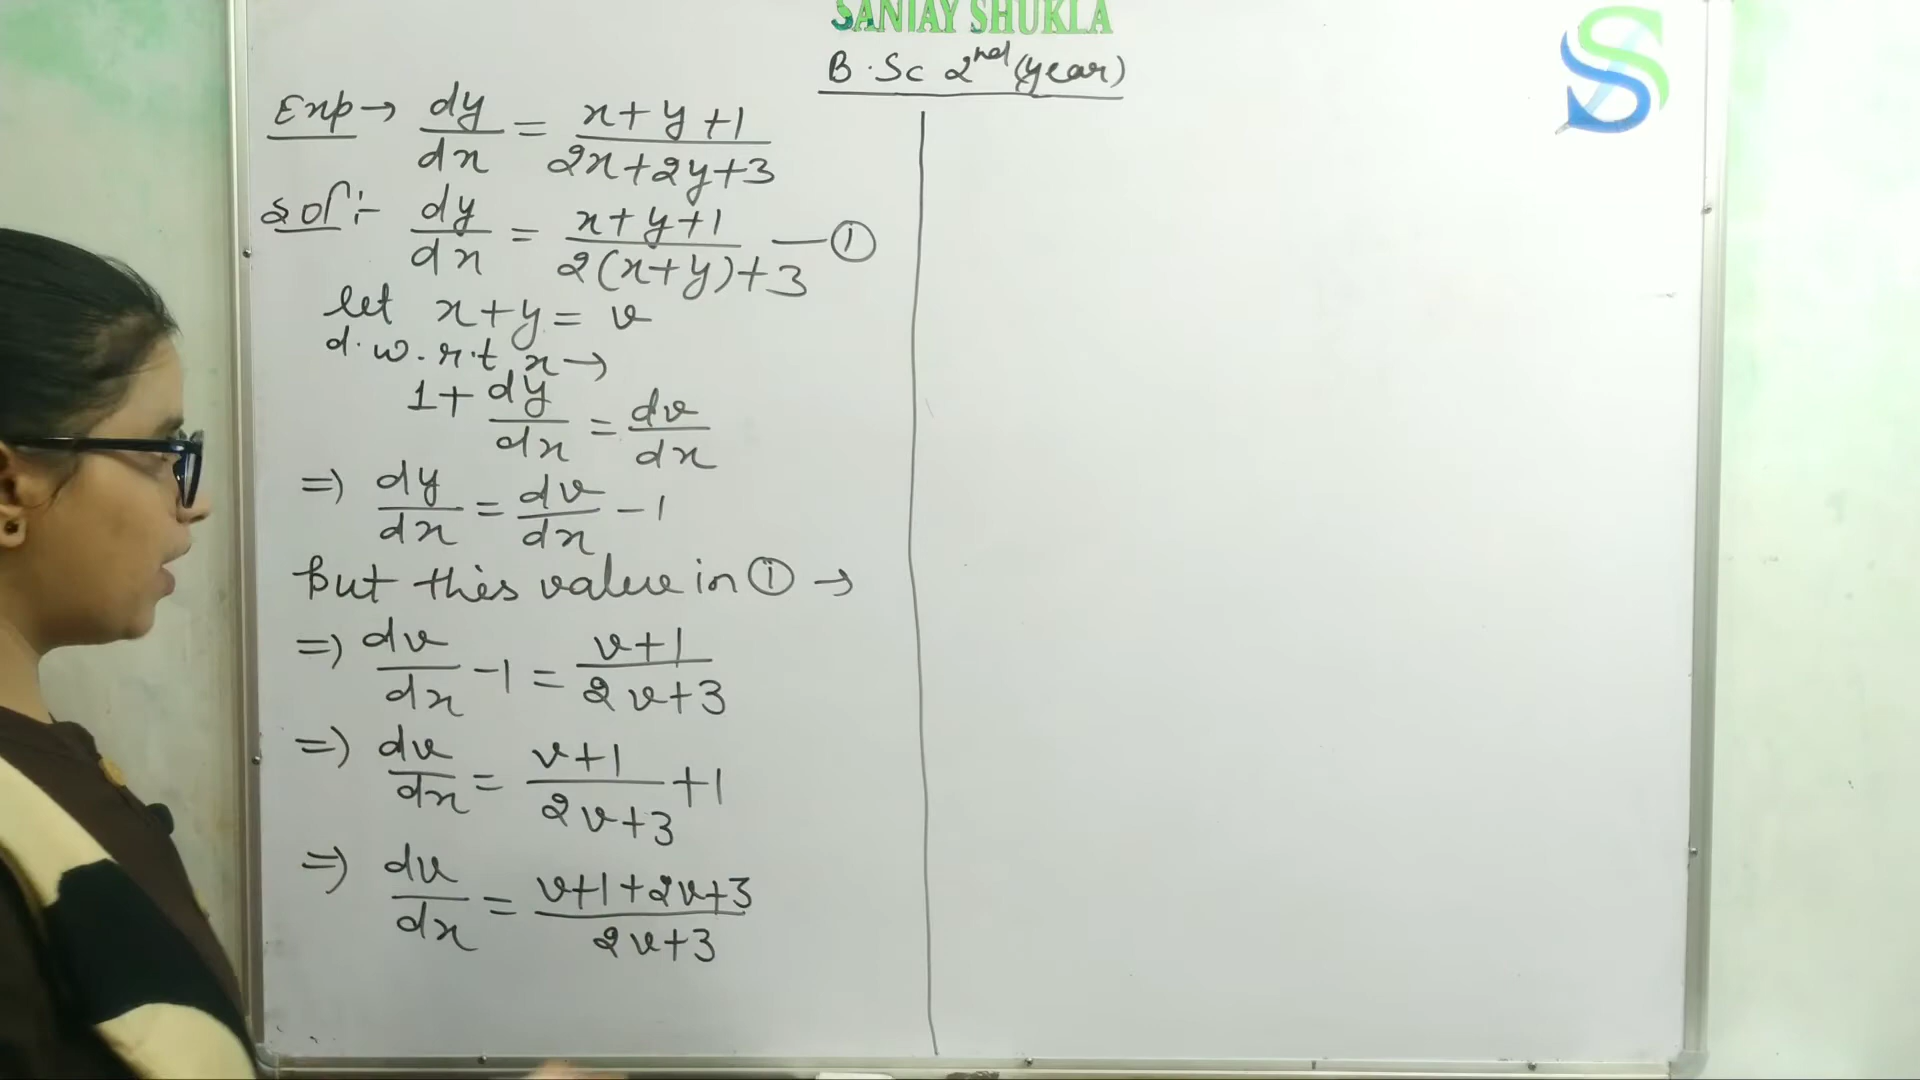 SANJAY SHUKLA
B.Sc 2nd (year)
Exp → dy/dx = x+y+1/2x+2y+3
Sol:- dy/dx = x+y+1/2(x+y)+3 — ①
let x+y = v
d.w.r.t x →
1+ dy/dx = dv/dx
⇒ dy/dx = dv/dx - 1
But this value in ① →
⇒ dv/dx - 1 = v+1/2v+3
⇒ dv/dx = v+1/2v+3 + 1
⇒ dv/dx = v+1+2v+3/2v+3
S